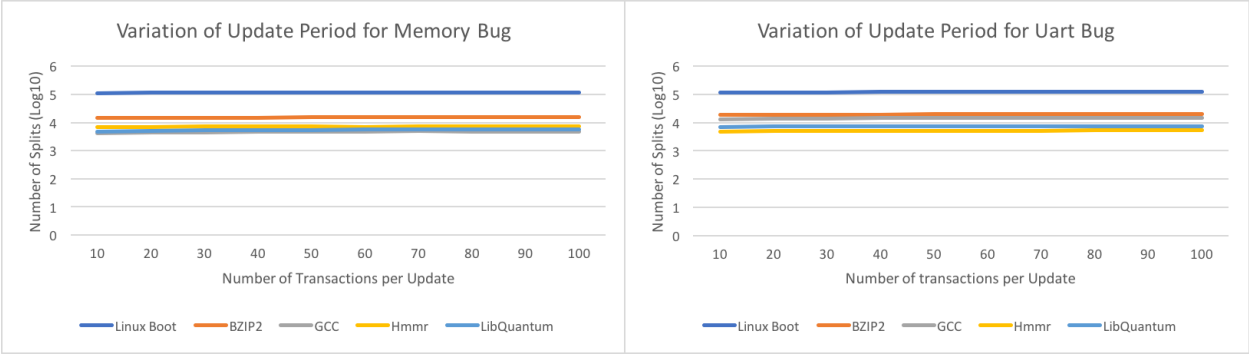 Variation of Update Period for Memory Bug
Number of Splits (Log10)
6
5
4
3
2
1
0
10 20 30 40 50 60 70 80 90 100
Number of Transactions per Update
Linux Boot BZIP2 GCC Hmmr LibQuantum
Variation of Update Period for Uart Bug
Number of Splits (Log10)
6
5
4
3
2
1
0
10 20 30 40 50 60 70 80 90 100
Number of transactions per Update
Linux Boot BZIP2 GCC Hmmr LibQuantum